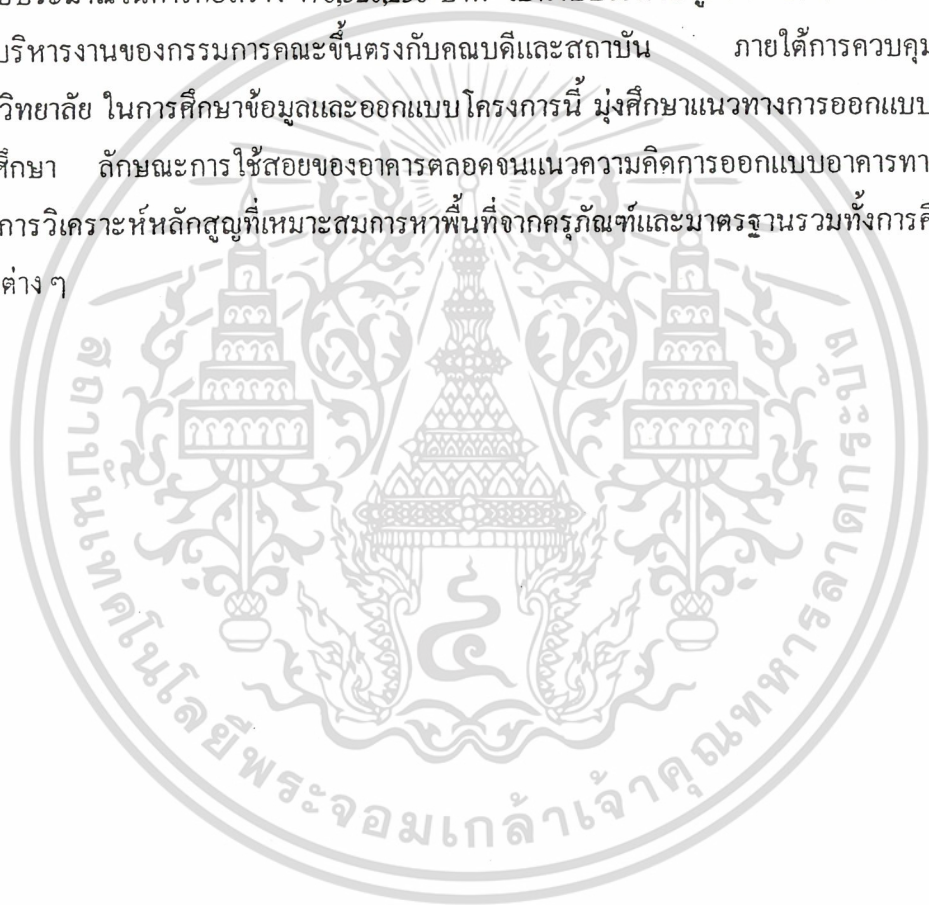 บริหารงานของกรรมการคณะขึ้นตรงกับคณบดีและสถาบัน ภายใต้การควบคุม
วิทยาลัย ในการศึกษาข้อมูลและออกแบบโครงการนี้ มุ่งศึกษาแนวทางการออกแบบ
ศึกษา ลักษณะการใช้สอยของอาคารตลอดจนแนวความคิดการออกแบบอาคารทา
การวิเคราะห์หลักสูญที่เหมาะสมการหาพื้นที่จากครุภัณฑ์และมาตรฐานรวมทั้งการศึ
ต่าง ๆ
สถาบันเทคโนโลยีพระจอมเกล้าเจ้าคุณทหารลาดกระบัง